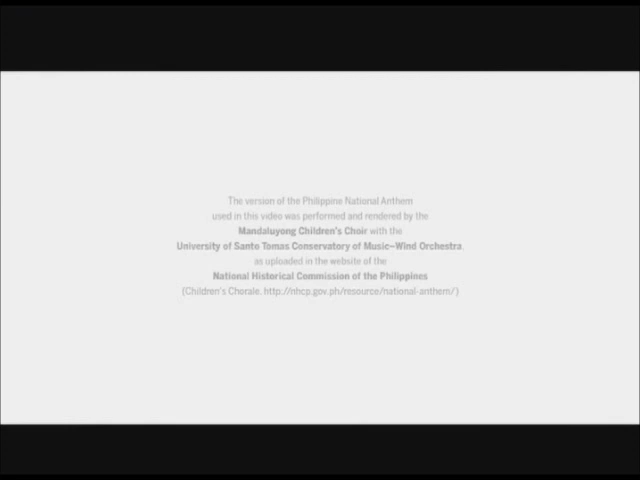 The version of the Philippine National Anthem
used in this video was performed and rendered by the
Mandaluyong Children's Choir with the
University of Santo Tomas Conservatory of Music–Wind Orchestra,
as uploaded in the website of the
National Historical Commission of the Philippines
(Children's Chorale, http://nhcp.gov.ph/resource/national-anthem/)